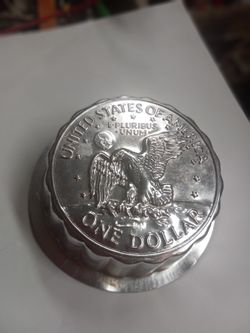 UNITED STATES OF AMERICA
E·PLURIBUS
UNUM
ONE DOLLAR